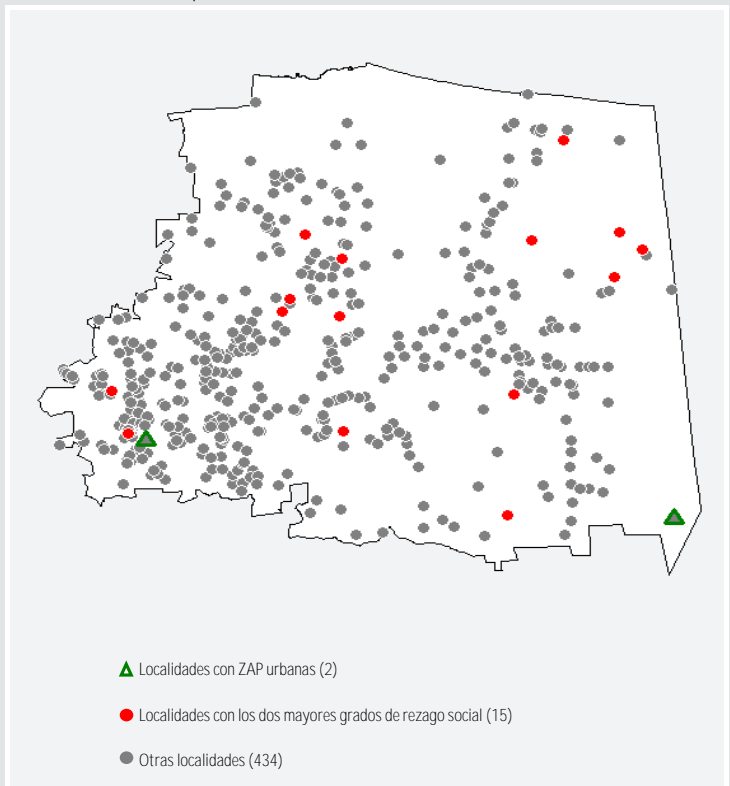 Localidades con ZAP urbanas (2)
Localidades con los dos mayores grados de rezago social (15)
Otras localidades (434)